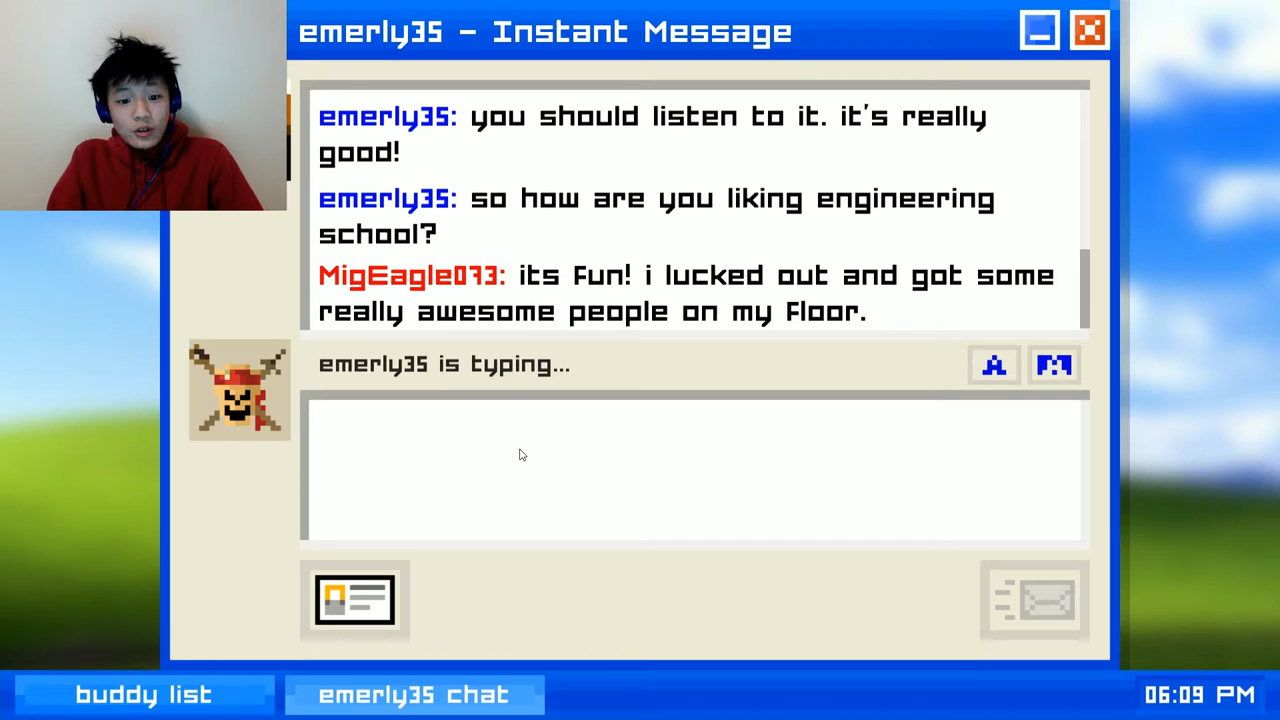 emerly35 - Instant Message
emerly35: you should listen to it. it's really
good!
emerly35: so how are you liking engineering
school?
MigEagle073: its fun! i lucked out and got some
really awesome people on my floor.
emerly35 is typing...
A
buddy list
emerly35 chat
06:09 PM